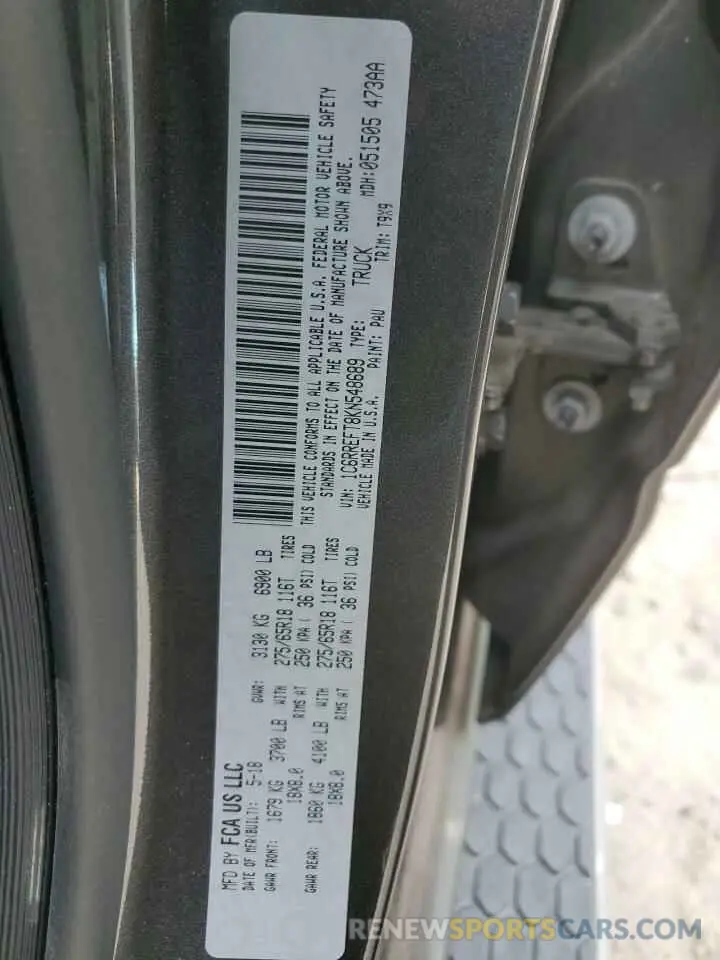 MFD BY FCA US LLC
DATE OF MFR(BUILT): 5-18 GVWR: 3130 KG 6900 LB
GAWR FRONT: 1679 KG 3700 LB WITH 275/65R18 116T TIRES
18X8.0 RIMS AT 250 KPA ( 36 PSI) COLD
GAWR REAR: 1860 KG 4100 LB WITH 275/65R18 116T TIRES
18X8.0 RIMS AT 250 KPA ( 36 PSI) COLD
THIS VEHICLE CONFORMS TO ALL APPLICABLE U.S.A. FEDERAL MOTOR VEHICLE SAFETY
STANDARDS IN EFFECT ON THE DATE OF MANUFACTURE SHOWN ABOVE.
VIN: 1C6RREFT8KN548689 TYPE: TRUCK MDH:051505 473AA
VEHICLE MADE IN U.S.A. PAINT: PAU TRIM: T9X9
RENEWSPORTSCARS.COM